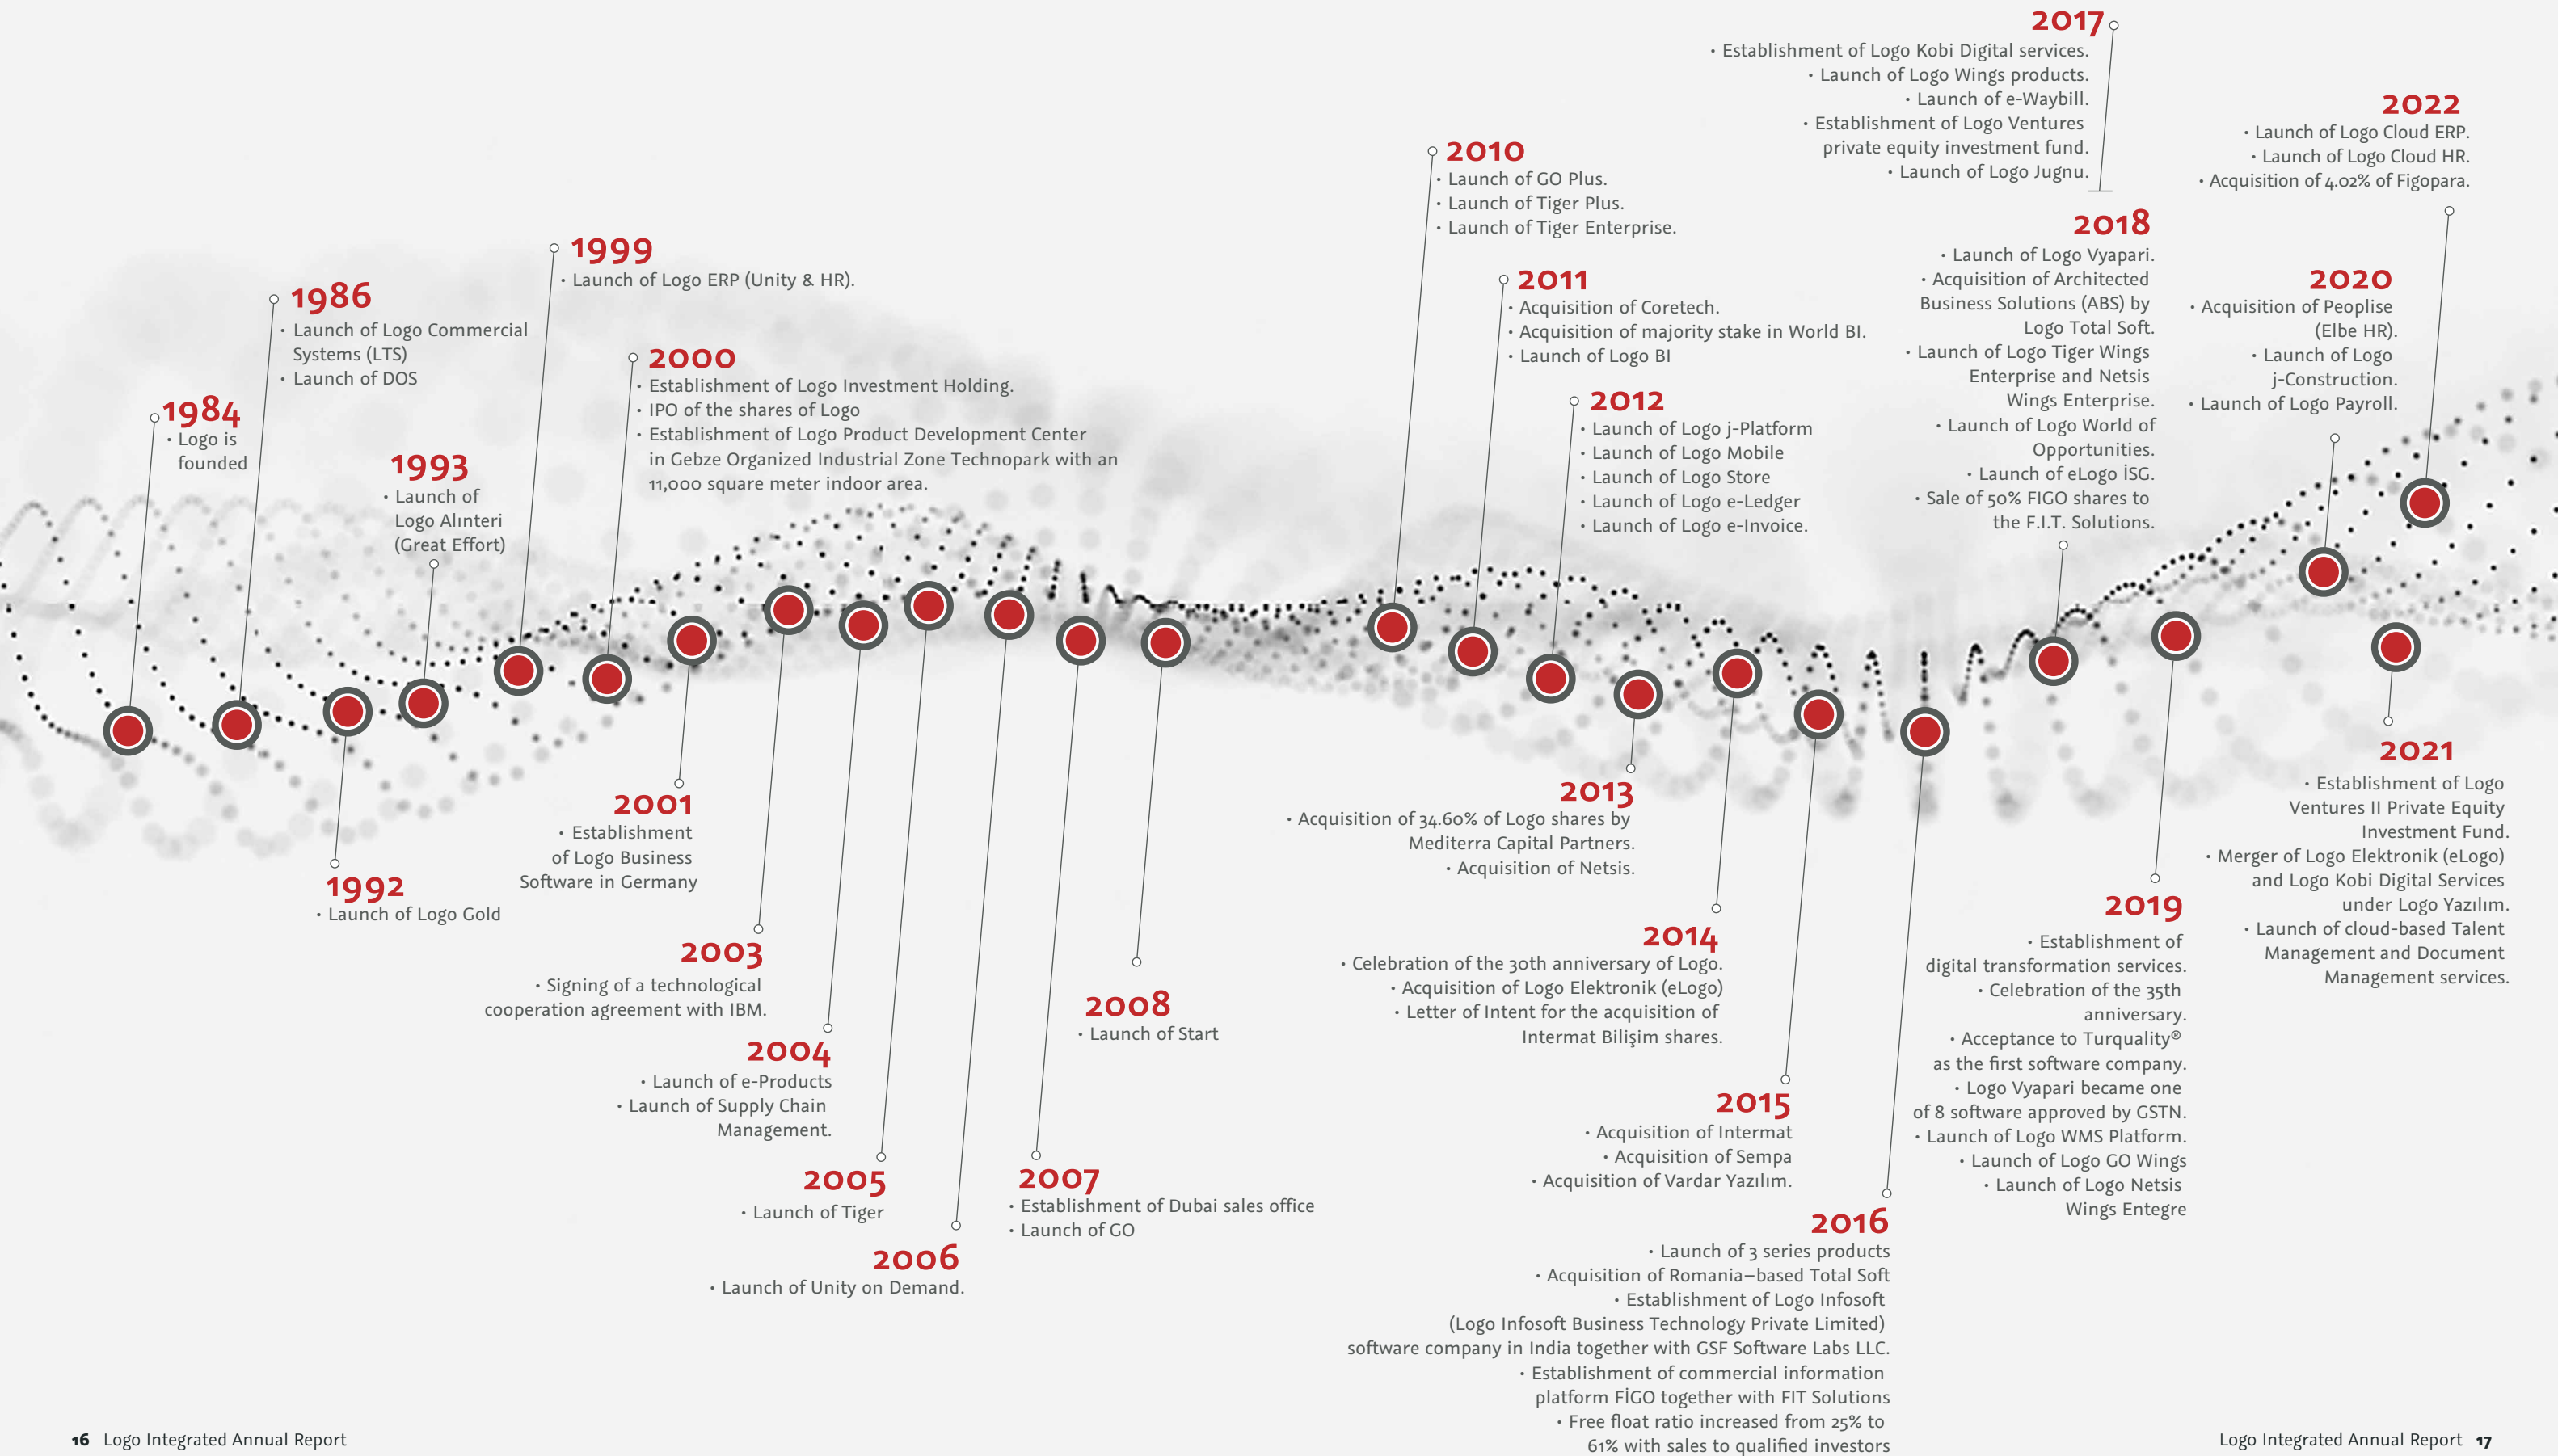 1984
• Logo is
founded
1986
• Launch of Logo Commercial
Systems (LTS)
• Launch of DOS
1992
• Launch of Logo Gold
1993
• Launch of
Logo Alınteri
(Great Effort)
1999
• Launch of Logo ERP (Unity & HR).
2000
• Establishment of Logo Investment Holding.
• IPO of the shares of Logo
• Establishment of Logo Product Development Center
in Gebze Organized Industrial Zone Technopark with an
11,000 square meter indoor area.
2001
• Establishment
of Logo Business
Software in Germany
2003
• Signing of a technological
cooperation agreement with IBM.
2004
• Launch of e-Products
• Launch of Supply Chain
Management.
2005
• Launch of Tiger
2006
• Launch of Unity on Demand.
2007
• Establishment of Dubai sales office
• Launch of GO
2008
• Launch of Start
2010
• Launch of GO Plus.
• Launch of Tiger Plus.
• Launch of Tiger Enterprise.
2011
• Acquisition of Coretech.
• Acquisition of majority stake in World BI.
• Launch of Logo BI
2012
• Launch of Logo j-Platform
• Launch of Logo Mobile
• Launch of Logo Store
• Launch of Logo e-Ledger
• Launch of Logo e-Invoice.
2013
• Acquisition of 34.60% of Logo shares by
Mediterra Capital Partners.
• Acquisition of Netsis.
2014
• Celebration of the 30th anniversary of Logo.
• Acquisition of Logo Elektronik (eLogo)
• Letter of Intent for the acquisition of
Intermat Bilişim shares.
2015
• Acquisition of Intermat
• Acquisition of Sempa
• Acquisition of Vardar Yazılım.
2016
• Launch of 3 series products
• Acquisition of Romania–based Total Soft
• Establishment of Logo Infosoft
(Logo Infosoft Business Technology Private Limited)
software company in India together with GSF Software Labs LLC.
• Establishment of commercial information
platform FİGO together with FIT Solutions
• Free float ratio increased from 25% to
61% with sales to qualified investors
2017
• Establishment of Logo Kobi Digital services.
• Launch of Logo Wings products.
• Launch of e-Waybill.
• Establishment of Logo Ventures
private equity investment fund.
• Launch of Logo Jugnu.
2018
• Launch of Logo Vyapari.
• Acquisition of Architected
Business Solutions (ABS) by
Logo Total Soft.
• Launch of Logo Tiger Wings
Enterprise and Netsis
Wings Enterprise.
• Launch of Logo World of
Opportunities.
• Launch of eLogo İSG.
• Sale of 50% FIGO shares to
the F.I.T. Solutions.
2019
• Establishment of
digital transformation services.
• Celebration of the 35th
anniversary.
• Acceptance to Turquality®
as the first software company.
• Logo Vyapari became one
of 8 software approved by GSTN.
• Launch of Logo WMS Platform.
• Launch of Logo GO Wings
• Launch of Logo Netsis
Wings Entegre
2020
• Acquisition of Peoplise
(Elbe HR).
• Launch of Logo
j-Construction.
• Launch of Logo Payroll.
2021
• Establishment of Logo
Ventures II Private Equity
Investment Fund.
• Merger of Logo Elektronik (eLogo)
and Logo Kobi Digital Services
under Logo Yazılım.
• Launch of cloud-based Talent
Management and Document
Management services.
2022
• Launch of Logo Cloud ERP.
• Launch of Logo Cloud HR.
• Acquisition of 4.02% of Figopara.
16 Logo Integrated Annual Report
Logo Integrated Annual Report 17